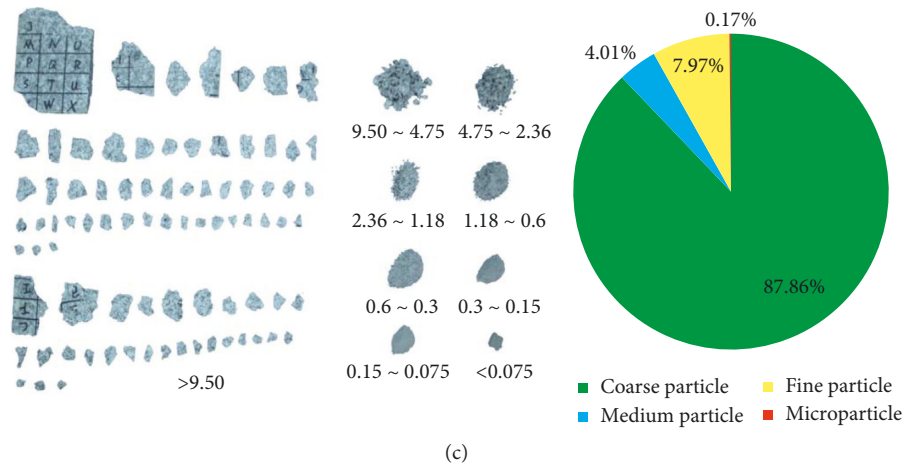 J
M N U
P Q R
S T U
W X
0.17%
4.01%
7.97%
9.50 ~ 4.75 4.75 ~ 2.36
2.36 ~ 1.18 1.18 ~ 0.6
0.6 ~ 0.3 0.3 ~ 0.15
87.86%
0.15 ~ 0.075 <0.075
>9.50
Coarse particle Fine particle
Medium particle Microparticle
(c)